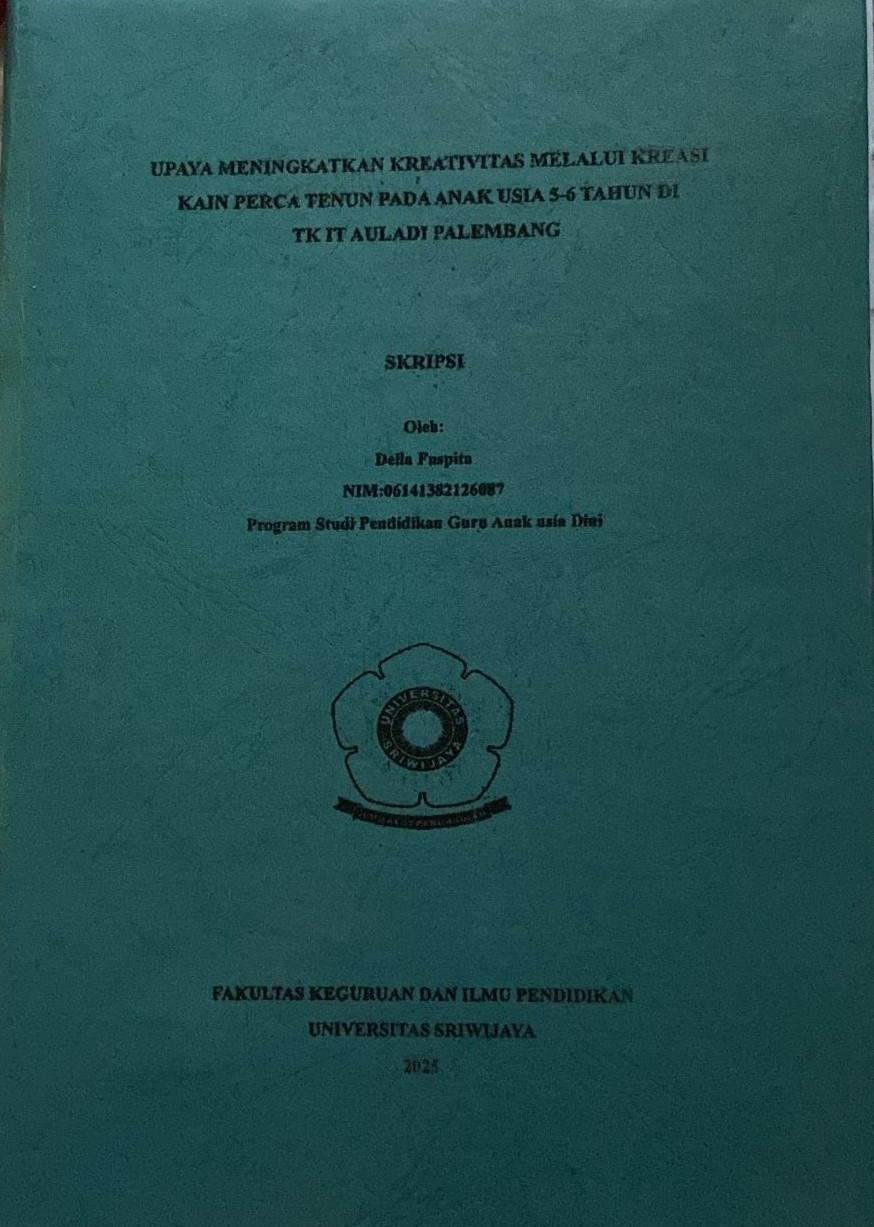 UPAYA MENINGKATKAN KREATIVITAS MELALUI KREASI
KAIN PERCA TENUN PADA ANAK USIA 5-6 TAHUN DI
TK IT AULADI PALEMBANG
SKRIPSI
Oleh:
Della Puspita
NIM:06141382126087
Program Studi Pendidikan Guru Anak usia Dini
UNIVERSITAS
SRIWIJAYA
FAKULTAS KEGURUAN DAN ILMU PENDIDIKAN
UNIVERSITAS SRIWIJAYA
2025